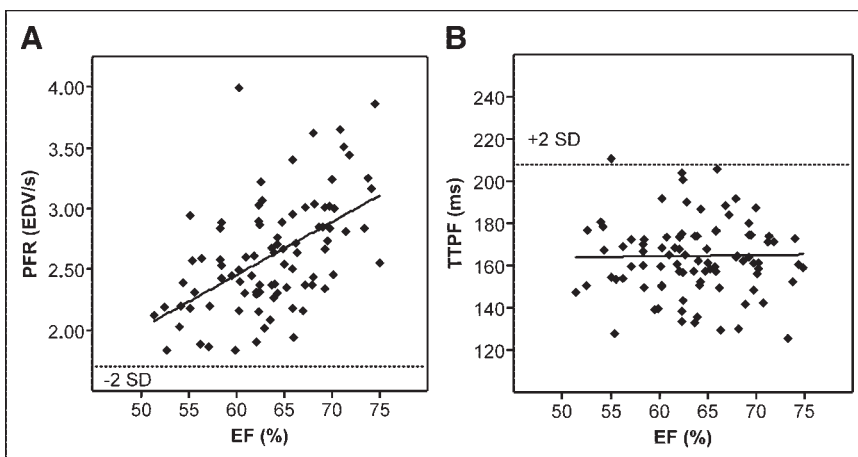 A
PFR (EDV/s)
4.00
3.50
3.00
2.50
2.00
-2 SD
50 55 60 65 70 75
EF (%)
B
TTPF (ms)
240
220
200
180
160
140
120
+2 SD
50 55 60 65 70 75
EF (%)